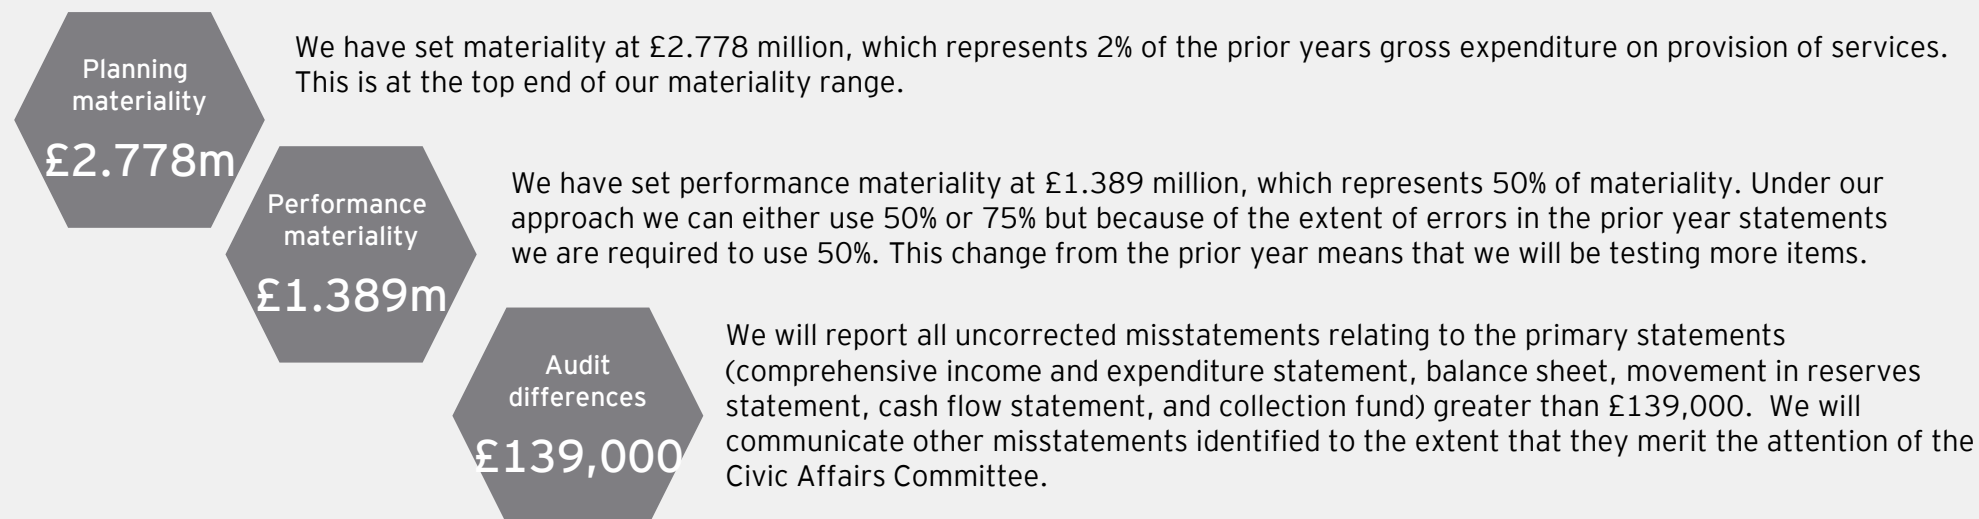 Planning
materiality
£2.778m
We have set materiality at £2.778 million, which represents 2% of the prior years gross expenditure on provision of services.
This is at the top end of our materiality range.
Performance
materiality
£1.389m
We have set performance materiality at £1.389 million, which represents 50% of materiality. Under our
approach we can either use 50% or 75% but because of the extent of errors in the prior year statements
we are required to use 50%. This change from the prior year means that we will be testing more items.
Audit
differences
£139,000
We will report all uncorrected misstatements relating to the primary statements
(comprehensive income and expenditure statement, balance sheet, movement in reserves
statement, cash flow statement, and collection fund) greater than £139,000.  We will
communicate other misstatements identified to the extent that they merit the attention of the
Civic Affairs Committee.